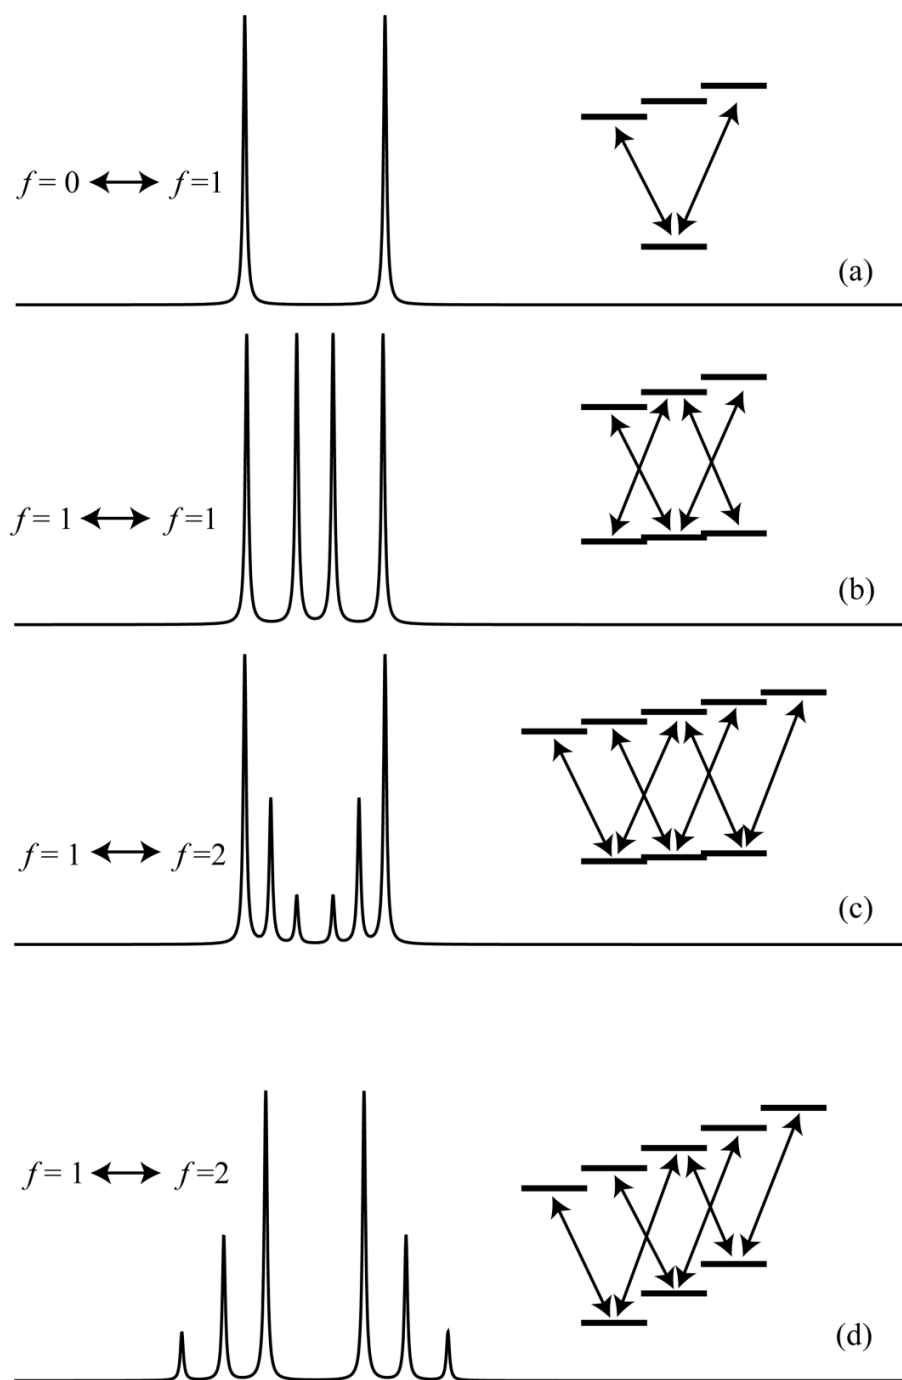 f= 0 ⟷ f=1
(a)
f= 1 ⟷ f=1
(b)
f= 1 ⟷ f=2
(c)
f= 1 ⟷ f=2
(d)